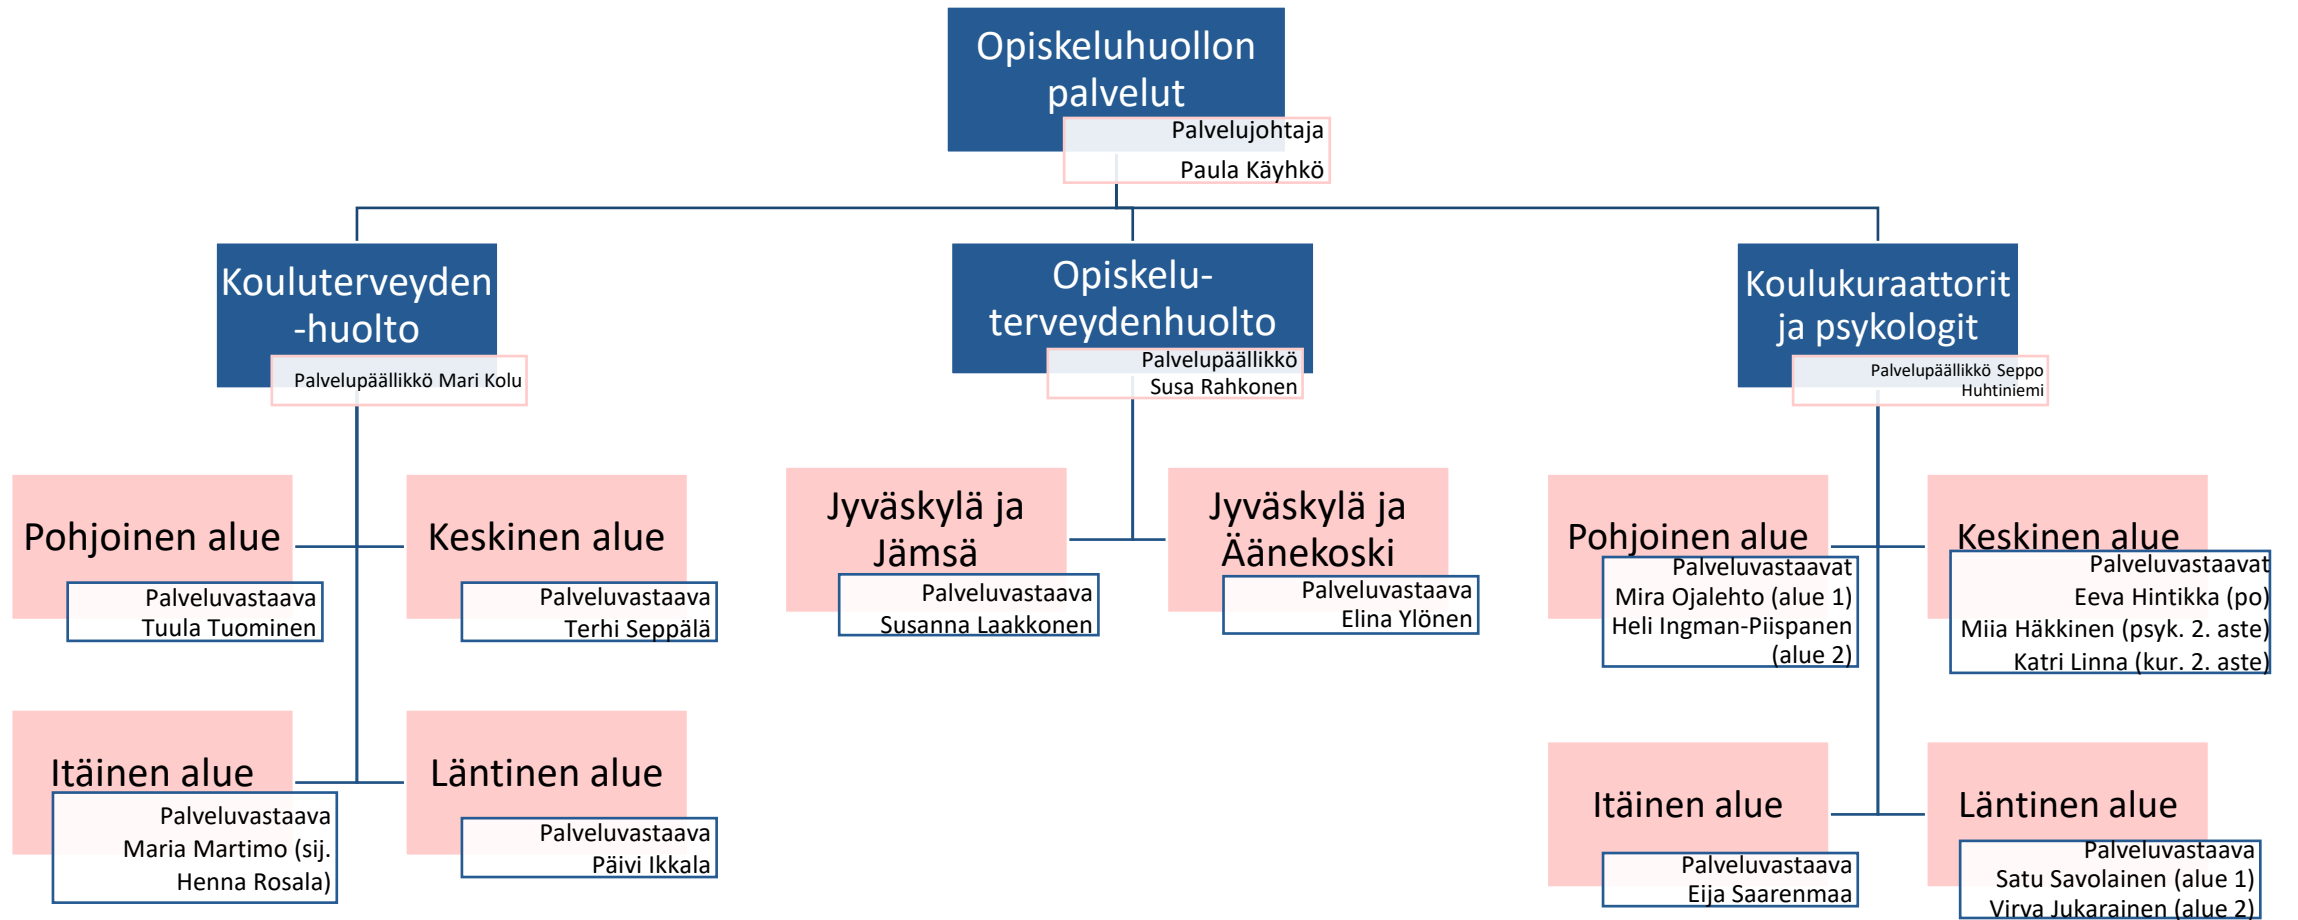 Opiskeluhuollon
palvelut
Palvelujohtaja
Paula Käyhkö
Kouluterveyden
-huolto
Palvelupäällikkö Mari Kolu
Opiskelu-
terveydenhuolto
Palvelupäällikkö
Susa Rahkonen
Koulukuraattorit
ja psykologit
Palvelupäällikkö Seppo
Huhtiniemi
Pohjoinen alue
Palveluvastaava
Tuula Tuominen
Keskinen alue
Palveluvastaava
Terhi Seppälä
Itäinen alue
Palveluvastaava
Maria Martimo (sij.
Henna Rosala)
Läntinen alue
Palveluvastaava
Päivi Ikkala
Jyväskylä ja
Jämsä
Palveluvastaava
Susanna Laakkonen
Jyväskylä ja
Äänekoski
Palveluvastaava
Elina Ylönen
Pohjoinen alue
Palveluvastaavat
Mira Ojalehto (alue 1)
Heli Ingman-Piispanen
(alue 2)
Keskinen alue
Palveluvastaavat
Eeva Hintikka (po)
Miia Häkkinen (psyk. 2. aste)
Katri Linna (kur. 2. aste)
Itäinen alue
Palveluvastaava
Eija Saarenmaa
Läntinen alue
Palveluvastaava
Satu Savolainen (alue 1)
Virva Jukarainen (alue 2)